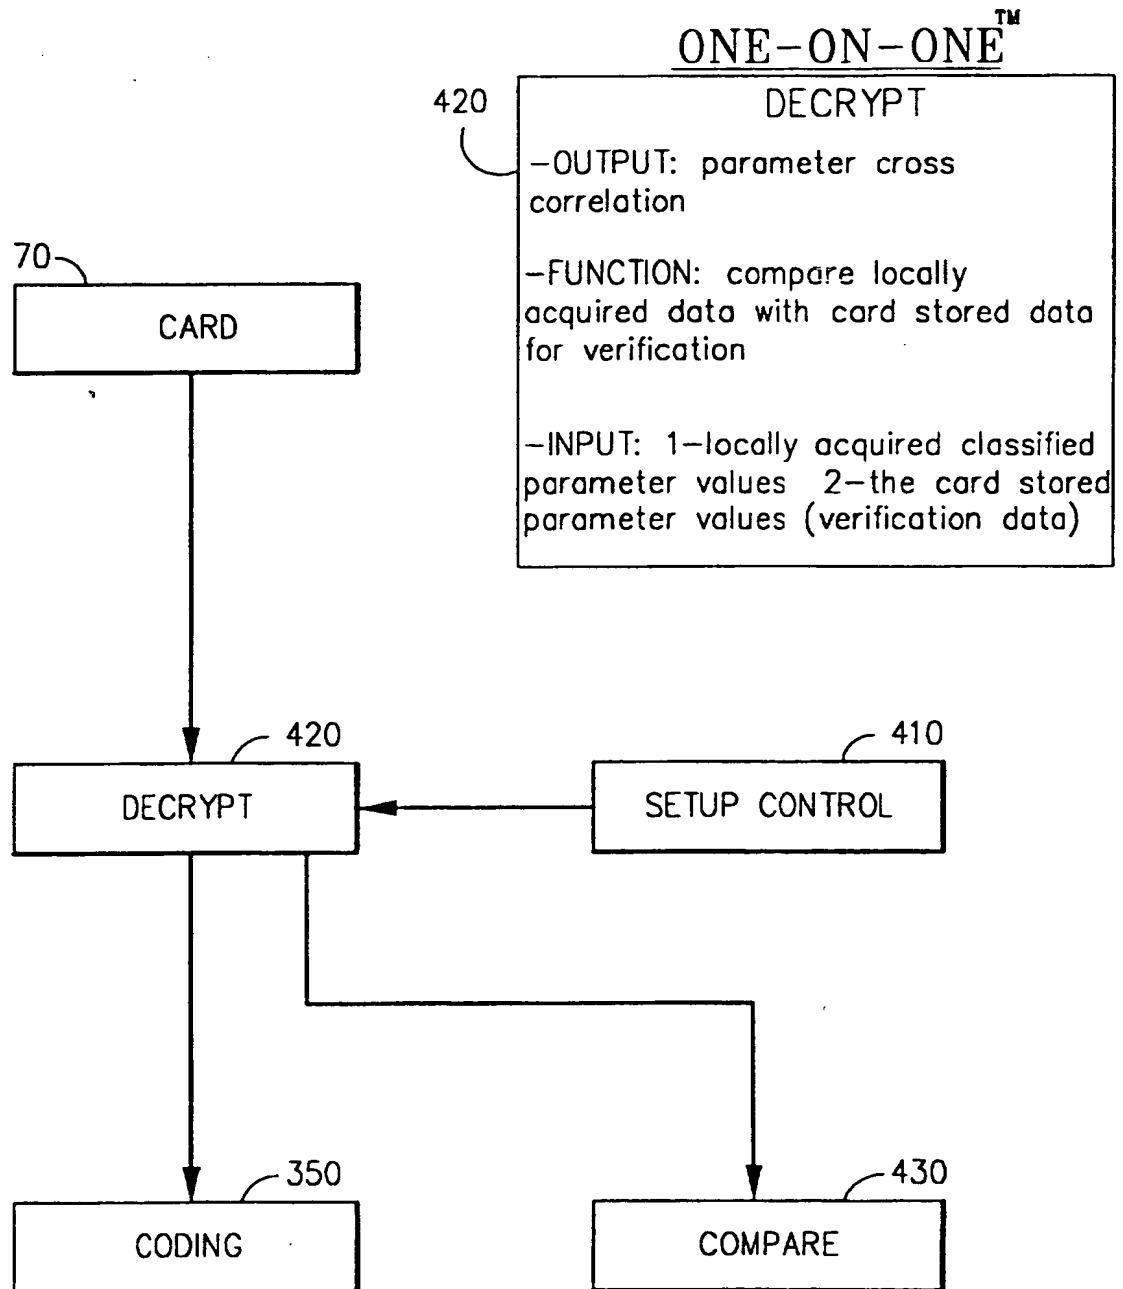 ONE-ON-ONE™
420
DECRYPT
-OUTPUT: parameter cross
correlation
-FUNCTION: compare locally
acquired data with card stored data
for verification
-INPUT: 1-locally acquired classified
parameter values 2-the card stored
parameter values (verification data)
70
CARD
420
DECRYPT
410
SETUP CONTROL
350
CODING
430
COMPARE